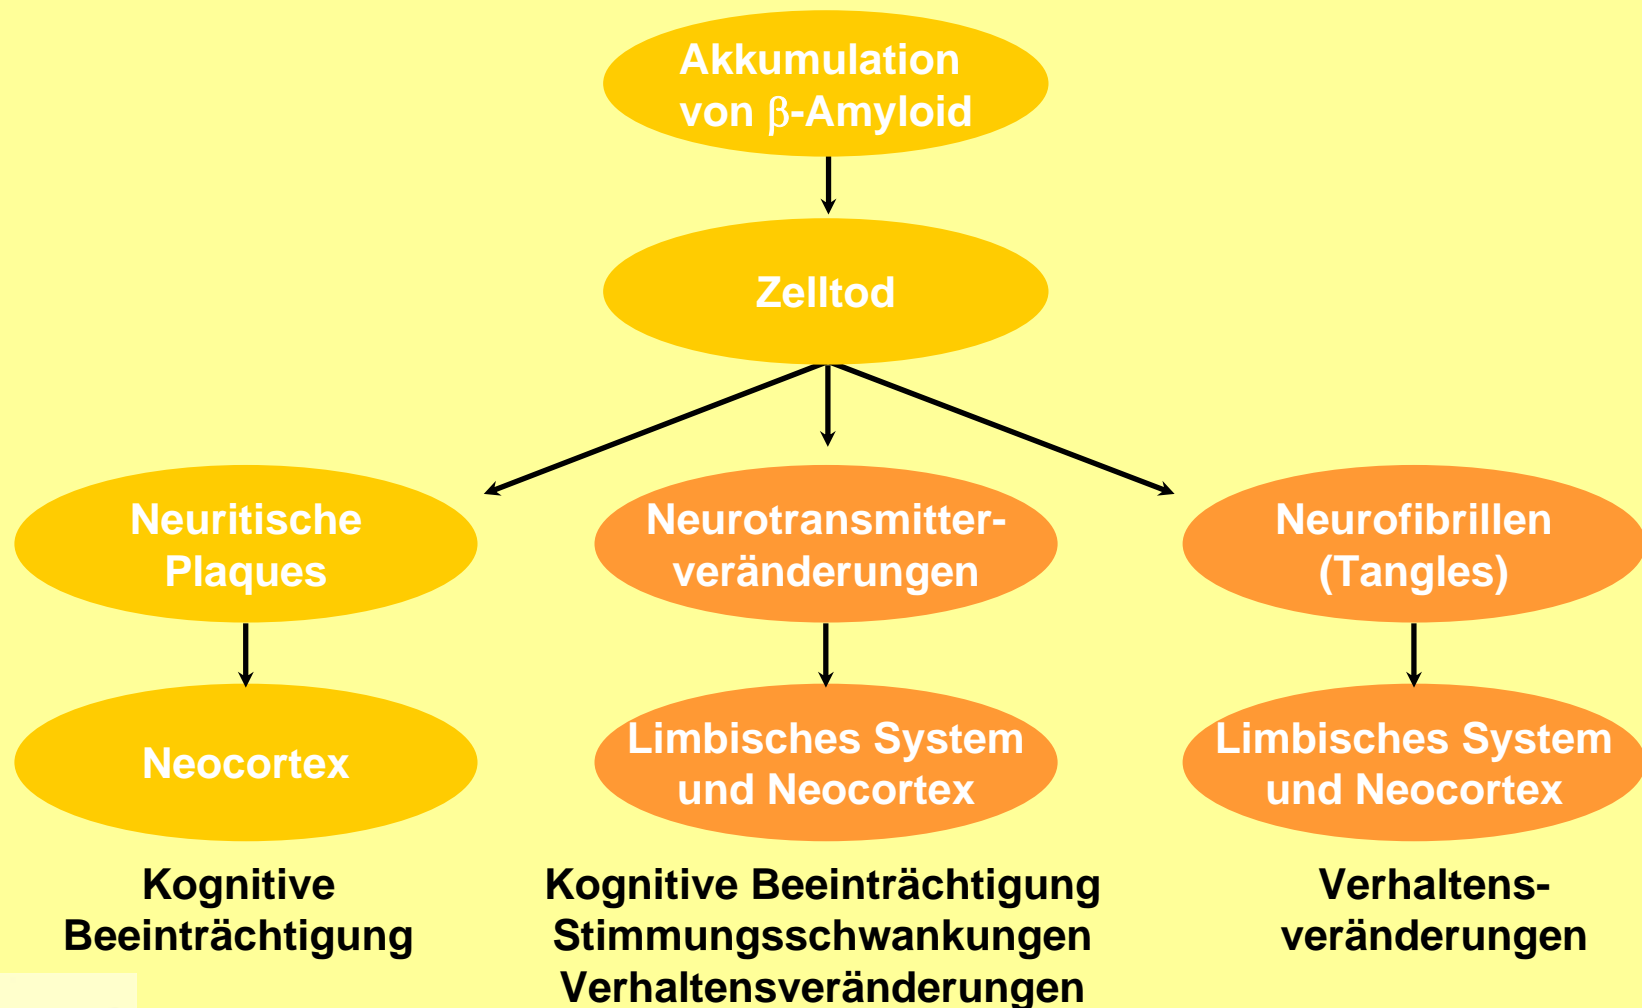 Akkumulation
von β-Amyloid
Zelltod
Neuritische
Plaques
Neurotransmitter-
veränderungen
Neurofibrillen
(Tangles)
Neocortex
Limbisches System
und Neocortex
Limbisches System
und Neocortex
Kognitive
Beeinträchtigung
Kognitive Beeinträchtigung
Stimmungsschwankungen
Verhaltensveränderungen
Verhaltens-
veränderungen